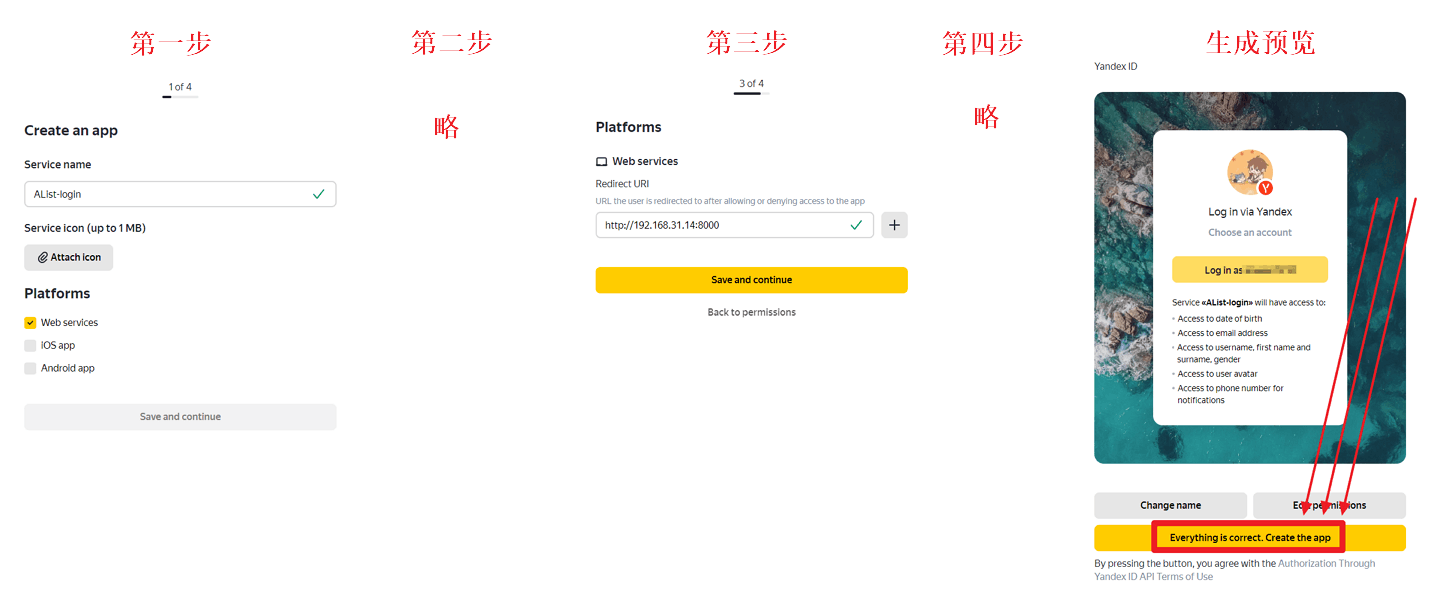 第一步
1 of 4
Create an app
Service name
AList-login
Service icon (up to 1 MB)
Attach icon
Platforms
Web services
IOS app
Android app
Save and continue
第二步
略
第三步
3 of 4
Platforms
Web services
Redirect URI
URL the user is redirected to after allowing or denying access to the app
http://192.168.31.14:8000
Save and continue
Back to permissions
第四步
略
生成预览
Yandex ID
Log in via Yandex
Choose an account
Log in as
Service «AList-login» will have access to:
• Access to date of birth
• Access to email address
• Access to username, first name and
surname, gender
• Access to user avatar
• Access to phone number for
notifications
Change name
Edit permissions
Everything is correct. Create the app
By pressing the button, you agree with the Authorization Through
Yandex ID API Terms of Use